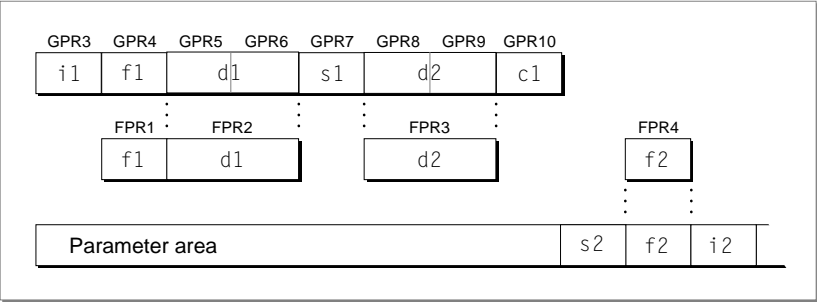 GPR3 GPR4 GPR5 GPR6 GPR7 GPR8 GPR9 GPR10
i1 f1 d1 s1 d2 c1
FPR1 FPR2 FPR3 FPR4
f1 d1 d2 f2
Parameter area s2 f2 i2